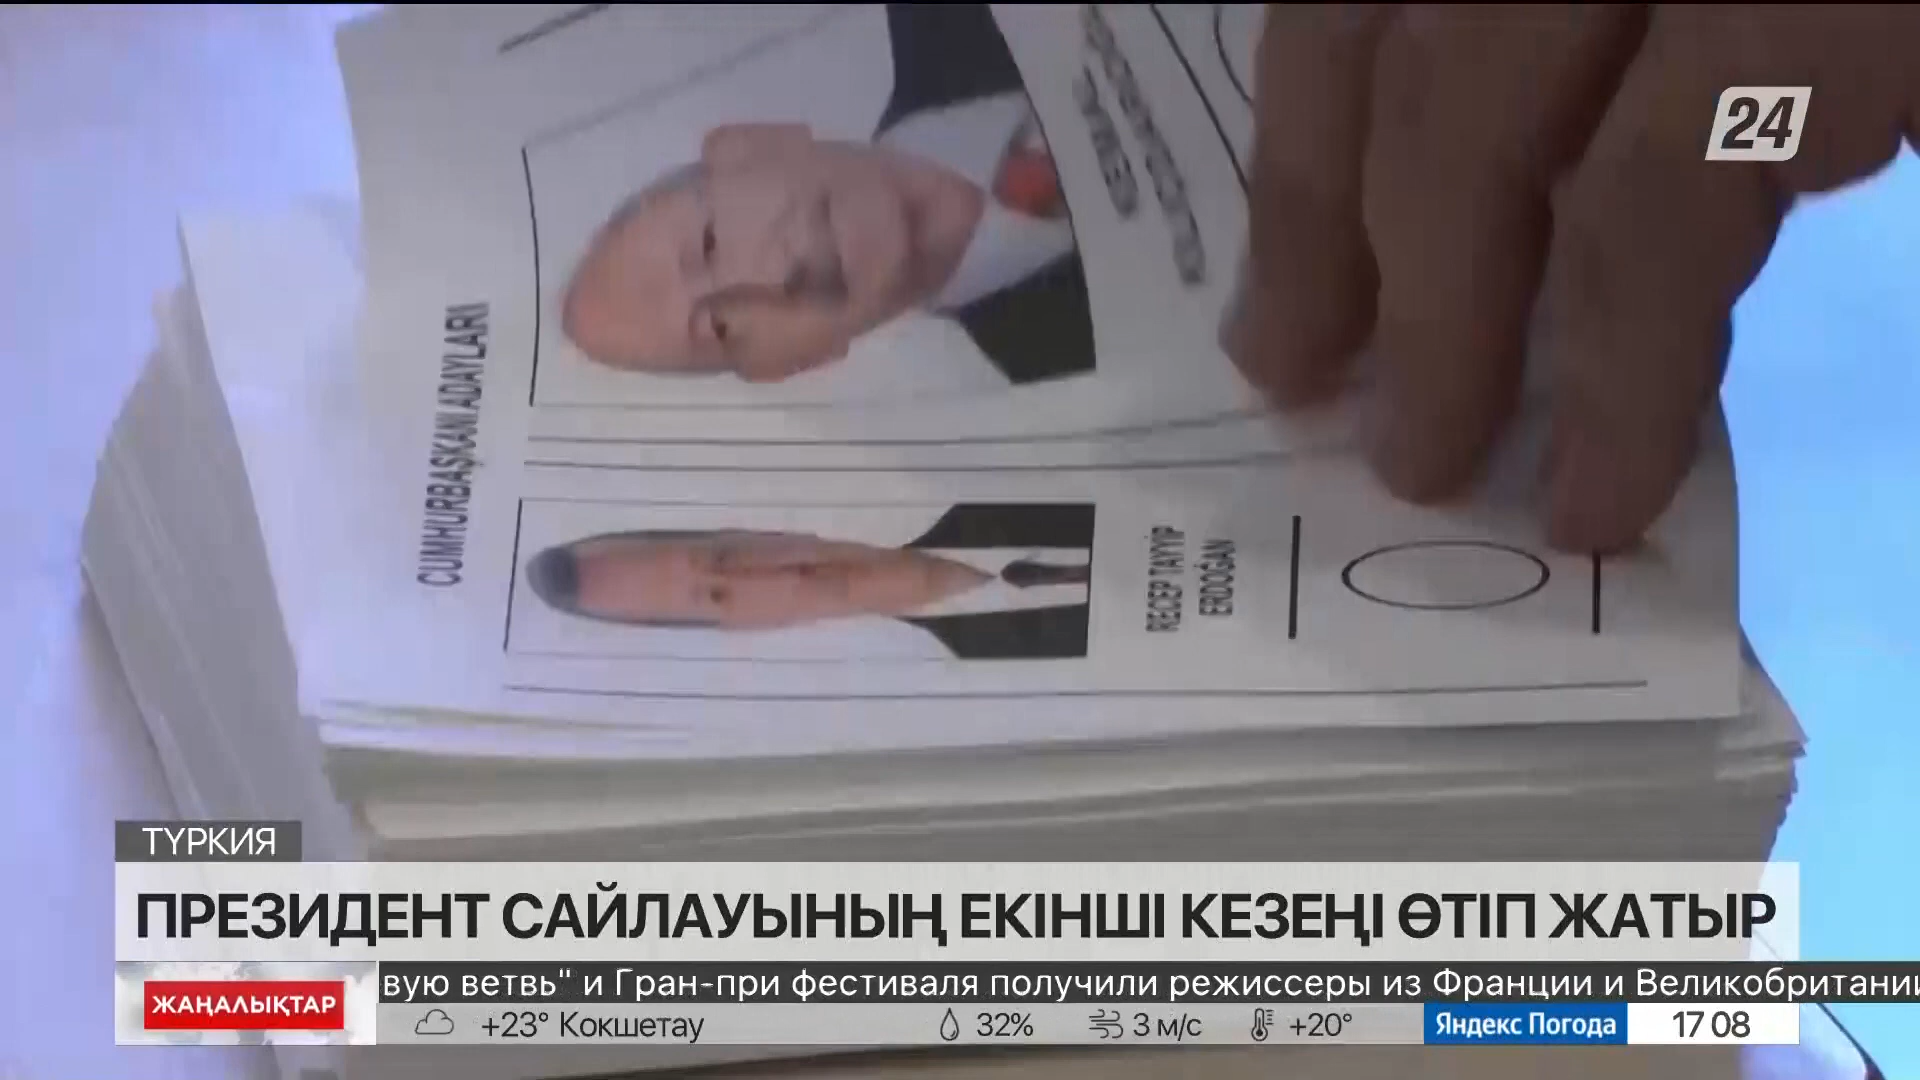 24
CUMHURBAŞKANI ADAYLARI
RECEP TAYYİP
ERDOĞAN
ТҮРКИЯ
ПРЕЗИДЕНТ САЙЛАУЫНЫҢ ЕКІНШІ КЕЗЕҢІ ӨТІП ЖАТЫР
ЖАҢАЛЫҚТАР
вую ветвь" и Гран-при фестиваля получили режиссеры из Франции и Великобритании
+23° Кокшетау 32% 3 м/с +20° Яндекс Погода 17 08